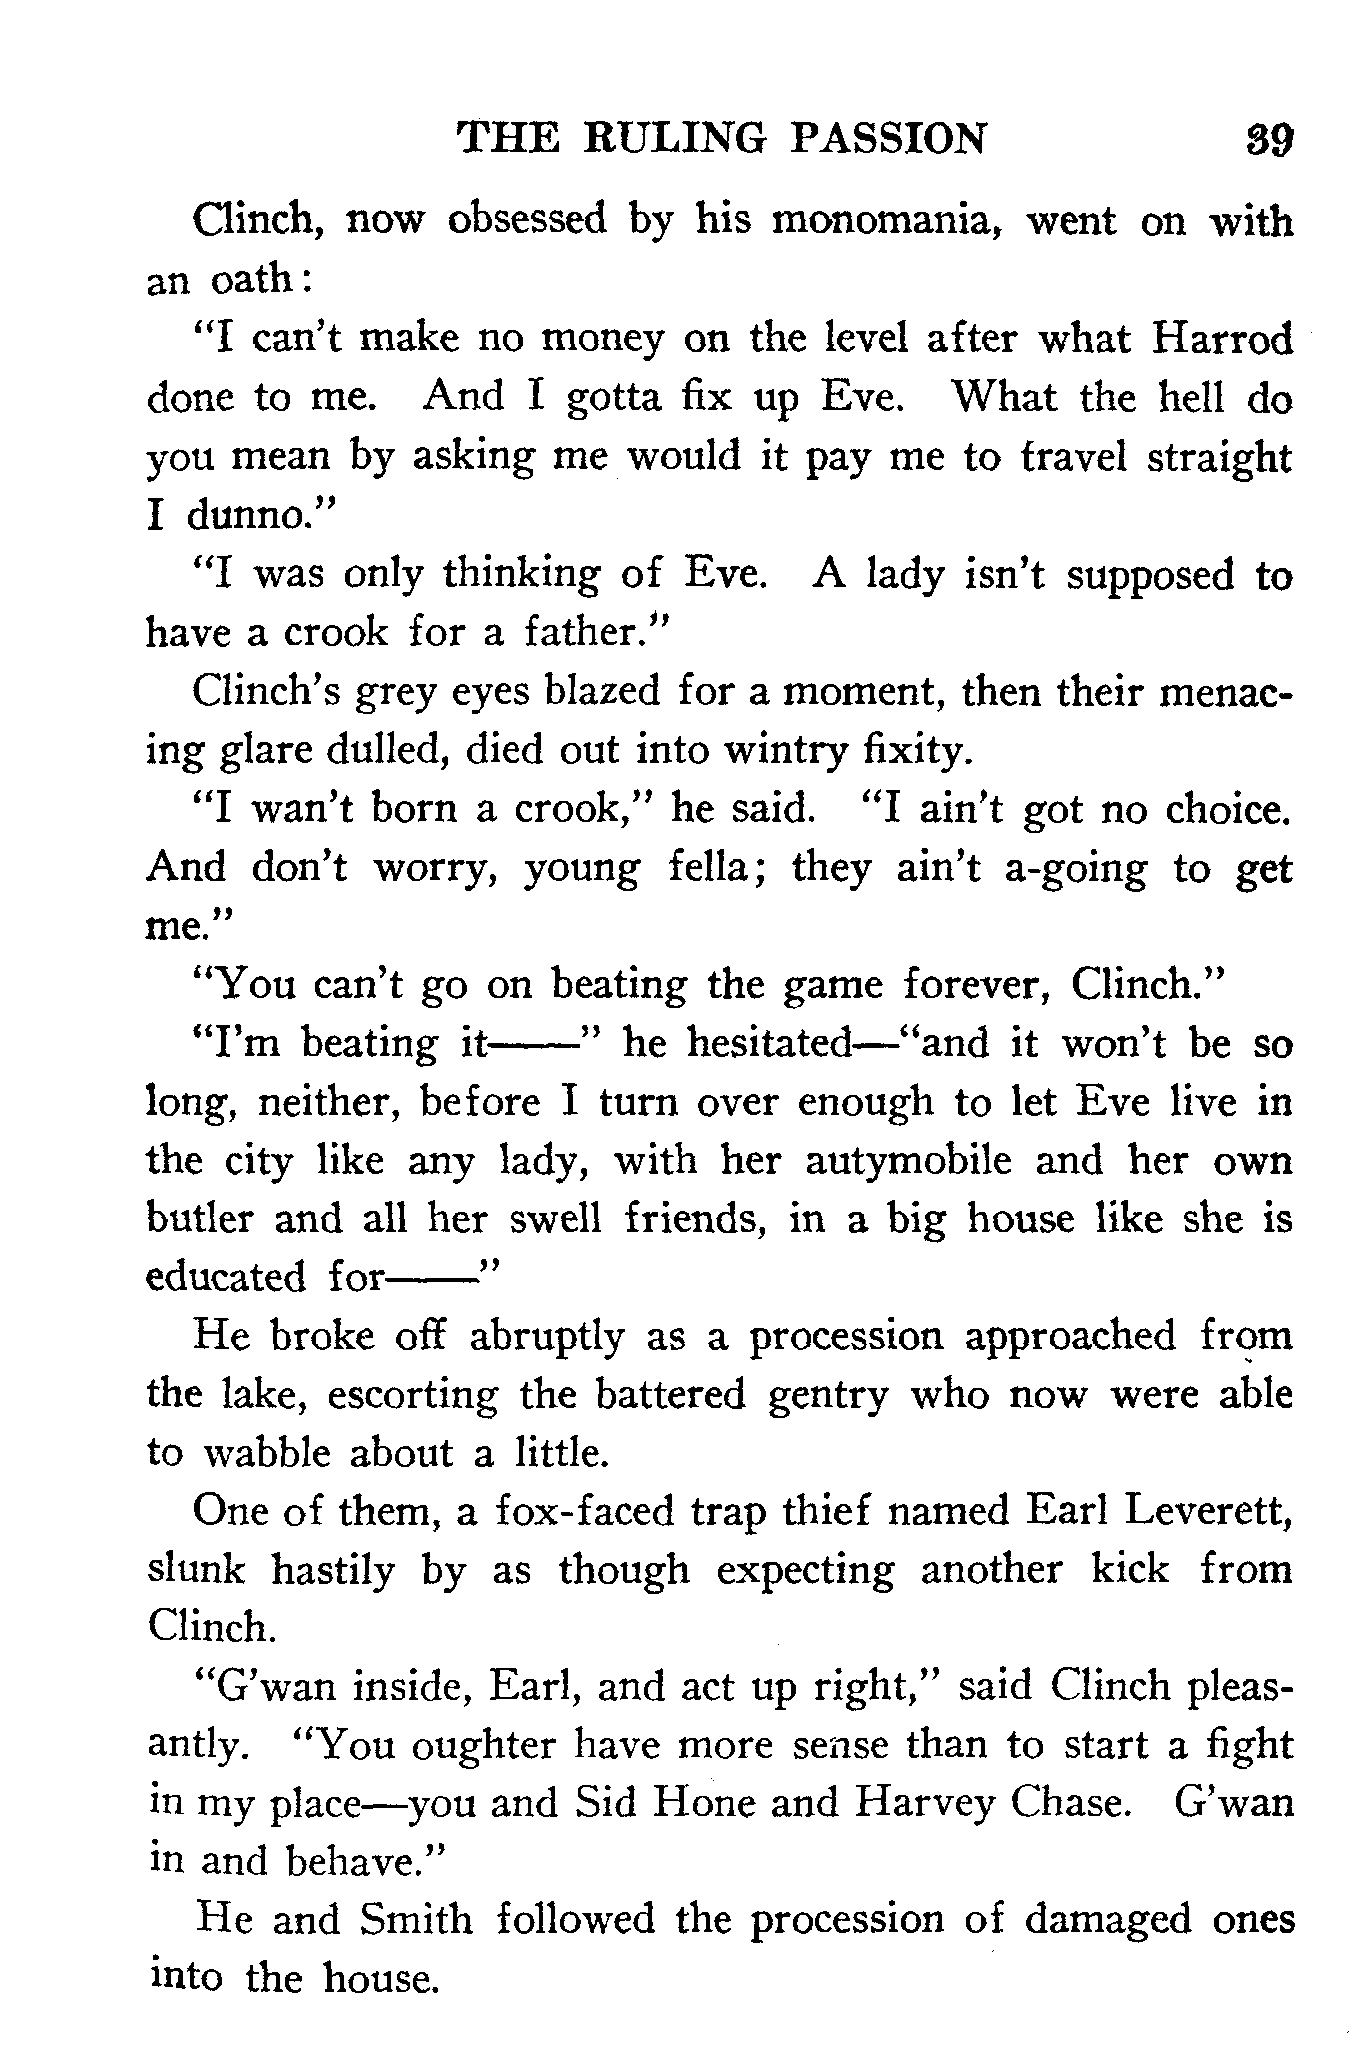 THE RULING PASSION 39
Clinch, now obsessed by his monomania, went on with
an oath:
"I can't make no money on the level after what Harrod
done to me. And I gotta fix up Eve. What the hell do
you mean by asking me would it pay me to travel straight
I dunno."
"I was only thinking of Eve. A lady isn't supposed to
have a crook for a father."
Clinch's grey eyes blazed for a moment, then their menac-
ing glare dulled, died out into wintry fixity.
"I wan't born a crook," he said. "I ain't got no choice.
And don't worry, young fella; they ain't a-going to get
me."
"You can't go on beating the game forever, Clinch."
"I'm beating it——" he hesitated—"and it won't be so
long, neither, before I turn over enough to let Eve live in
the city like any lady, with her autymobile and her own
butler and all her swell friends, in a big house like she is
educated for——"
He broke off abruptly as a procession approached from
the lake, escorting the battered gentry who now were able
to wabble about a little.
One of them, a fox-faced trap thief named Earl Leverett,
slunk hastily by as though expecting another kick from
Clinch.
"G'wan inside, Earl, and act up right," said Clinch pleas-
antly. "You oughter have more sense than to start a fight
in my place—you and Sid Hone and Harvey Chase. G'wan
in and behave."
He and Smith followed the procession of damaged ones
into the house.